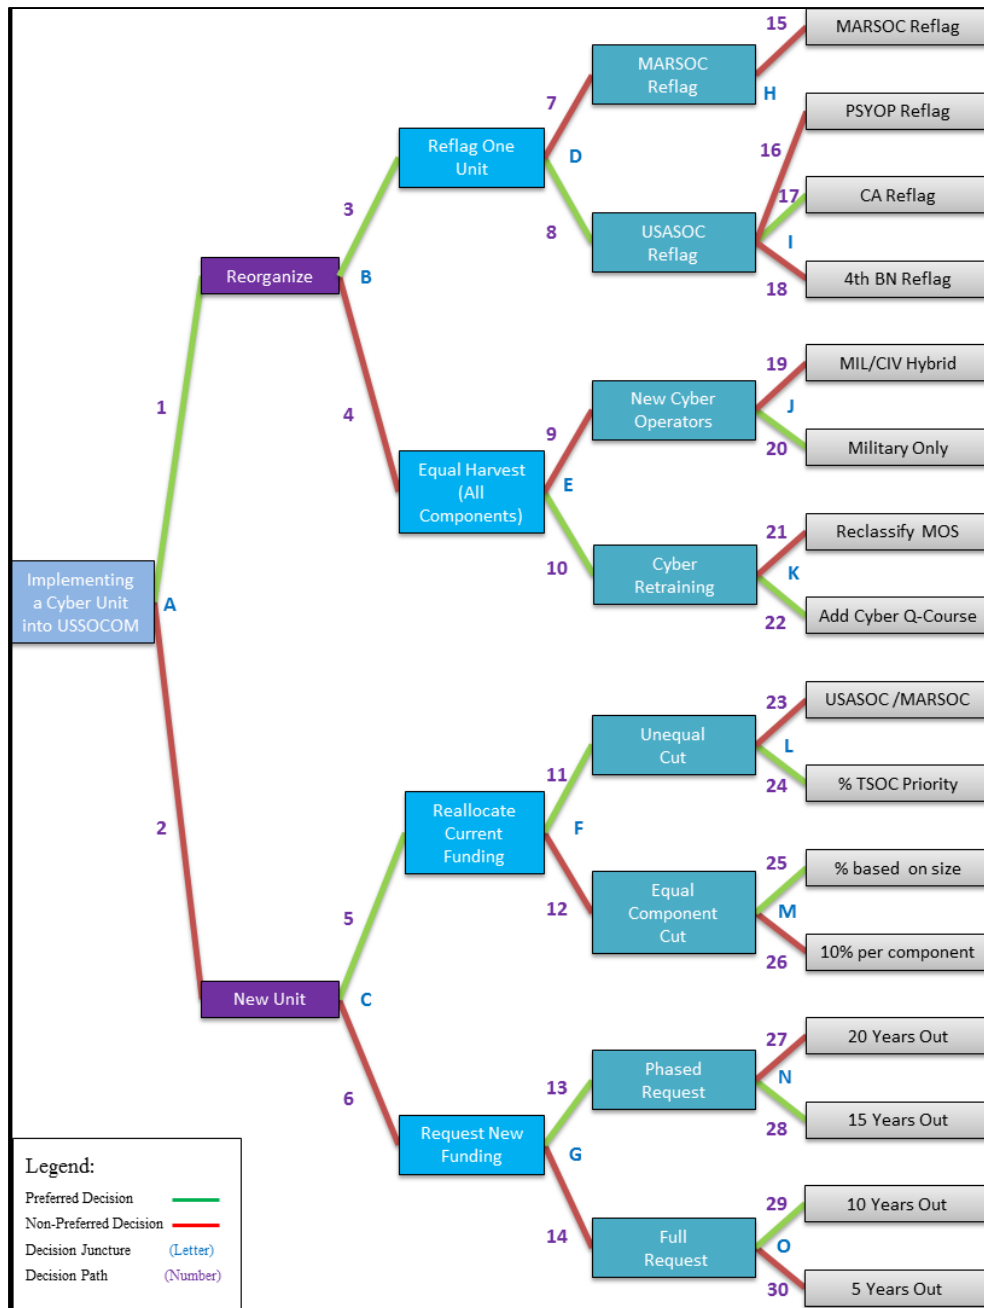 15
MARSOC Reflag
MARSOC
Reflag
H
7
PSYOP Reflag
16
Reflag One
Unit
D
17
CA Reflag
3
8
USASOC
Reflag
I
Reorganize
B
18
4th BN Reflag
19
MIL/CIV Hybrid
1
4
New Cyber
Operators
J
9
20
Military Only
Equal Harvest
(All
Components)
E
21
Reclassify MOS
10
Cyber
Retraining
K
Implementing
a Cyber Unit
into USSOCOM
A
22
Add Cyber Q-Course
23
USASOC /MARSOC
Unequal
Cut
L
11
24
% TSOC Priority
2
Reallocate
Current
Funding
F
25
% based on size
5
12
Equal
Component
Cut
M
26
10% per component
New Unit
C
27
20 Years Out
Phased
Request
N
6
13
28
15 Years Out
Request New
Funding
G
29
10 Years Out
14
Full
Request
O
30
5 Years Out
Legend:
Preferred Decision
Non-Preferred Decision
Decision Juncture (Letter)
Decision Path (Number)